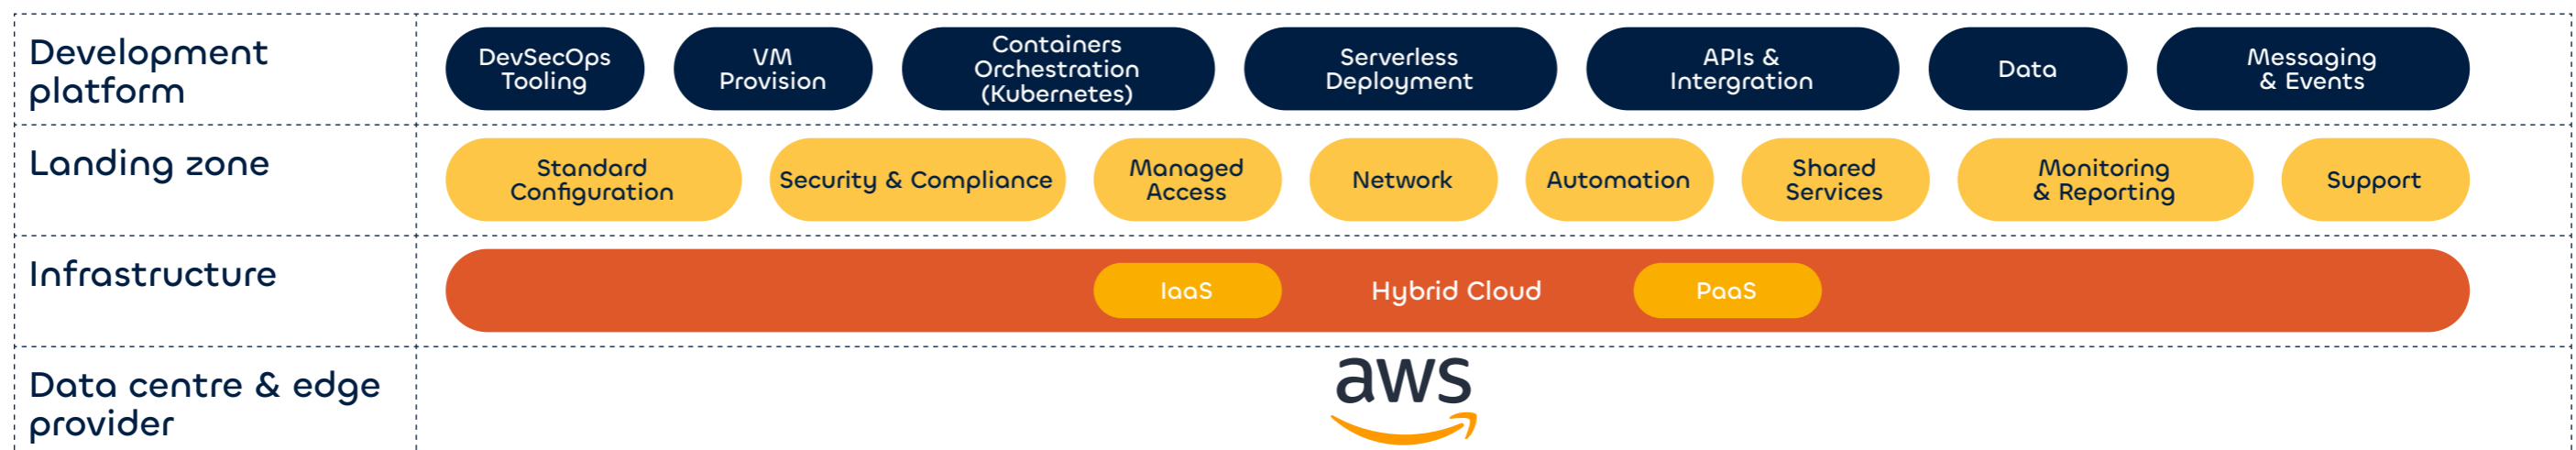 Development
platform
DevSecOps
Tooling
VM
Provision
Containers
Orchestration
(Kubernetes)
Serverless
Deployment
APIs &
Intergration
Data
Messaging
& Events
Landing zone
Standard
Configuration
Security & Compliance
Managed
Access
Network
Automation
Shared
Services
Monitoring
& Reporting
Support
Infrastructure
IaaS
Hybrid Cloud
PaaS
Data centre & edge
provider
aws